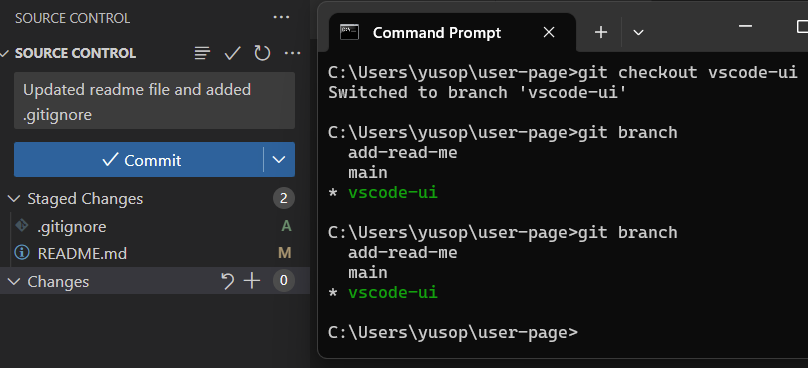 SOURCE CONTROL
SOURCE CONTROL
Updated readme file and added
.gitignore
Commit
Staged Changes 2
.gitignore A
README.md M
Changes 0
Command Prompt
C:\Users\yusop\user-page>git checkout vscode-ui
Switched to branch 'vscode-ui'
C:\Users\yusop\user-page>git branch
add-read-me
main
* vscode-ui
C:\Users\yusop\user-page>git branch
add-read-me
main
* vscode-ui
C:\Users\yusop\user-page>